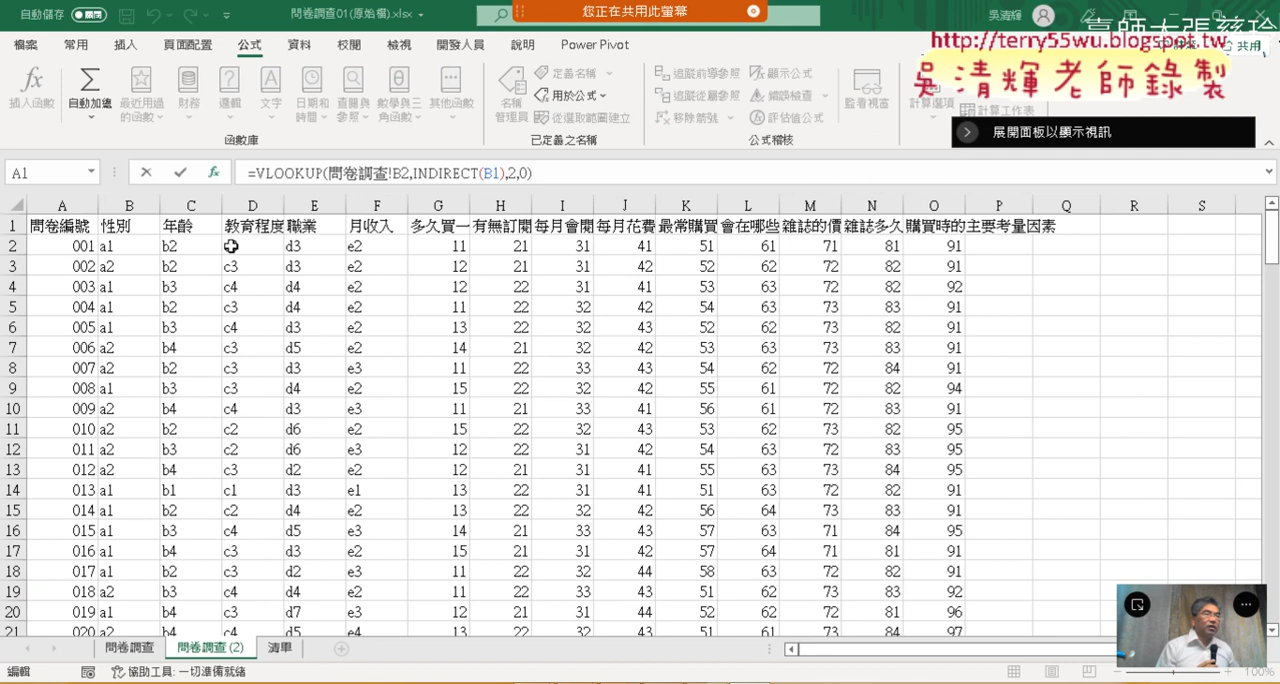 自動儲存 問卷調查01(原始檔).xlsx 您正在共用此螢幕 吳清輝
高師大張慈玲
檔案 常用 插入 頁面配置 公式 資料 校閱 檢視 開發人員 說明 Power Pivot 共用
http://terry55wu.blogspot.tw
吳清輝老師錄製
插入函數 自動加總 最近用過的函數 財務 邏輯 文字 日期和時間 查閱與參照 數學與三角函數 其他函數
函數庫
名稱管理員 定義名稱 用於公式 從選取範圍建立
已定義之名稱
追蹤前導參照 顯示公式
追蹤從屬參照 錯誤檢查
移除箭號 評估值公式
公式稽核
監看視窗 計算選項 計算工作表
展開面板以顯示視訊
A1 =VLOOKUP(問卷調查!B2,INDIRECT(B1),2,0)
A B C D E F G H I J K L M N O P Q R S
1 問卷編號 性別 年齡 教育程度 職業 月收入 多久買一 有無訂閱 每月會閱 每月花費 最常購買 會在哪些 雜誌的價 雜誌多久 購買時的主要考量因素
2 001 a1 b2 d3 e2 11 21 31 41 51 61 71 81 91
3 002 a2 b2 c3 d3 e2 12 21 31 42 52 62 72 82 91
4 003 a1 b3 c4 d4 e2 12 22 31 41 53 63 72 82 92
5 004 a1 b2 c3 d4 e2 11 22 32 42 54 63 73 83 91
6 005 a1 b3 c4 d3 e2 13 22 32 43 52 62 73 82 91
7 006 a2 b4 c3 d5 e2 14 21 32 42 53 63 73 83 91
8 007 a2 b2 c3 d3 e2 11 22 33 43 54 62 72 84 91
9 008 a1 b3 c3 d4 e2 15 22 32 42 55 61 72 82 94
10 009 a2 b4 c4 d3 e3 11 21 33 41 56 61 72 83 91
11 010 a2 b2 c2 d6 e2 15 22 32 43 53 62 73 82 95
12 011 a2 b3 c2 d6 e3 12 22 31 42 54 63 72 83 95
13 012 a2 b4 c3 d2 e2 12 21 31 41 55 63 73 84 95
14 013 a1 b1 c1 d3 e1 13 22 31 41 51 63 72 82 91
15 014 a1 b2 c2 d4 e2 13 22 32 42 56 64 73 83 91
16 015 a1 b3 c4 d5 e3 14 21 33 43 57 63 71 84 95
17 016 a1 b4 c3 d3 e2 15 21 31 42 57 64 71 81 91
18 017 a1 b2 c3 d2 e3 11 22 32 44 58 63 72 83 91
19 018 a2 b3 c4 d4 e3 11 22 33 43 51 62 73 82 92
20 019 a1 b4 c3 d7 e3 12 21 31 44 52 62 72 81 96
21 020 a2 b4 c4 d5 e4 13 22 32 43 51 61 73 84 97
問卷調查 問卷調查 (2) 清單
編輯 協助工具: 一切準備就緒 100%